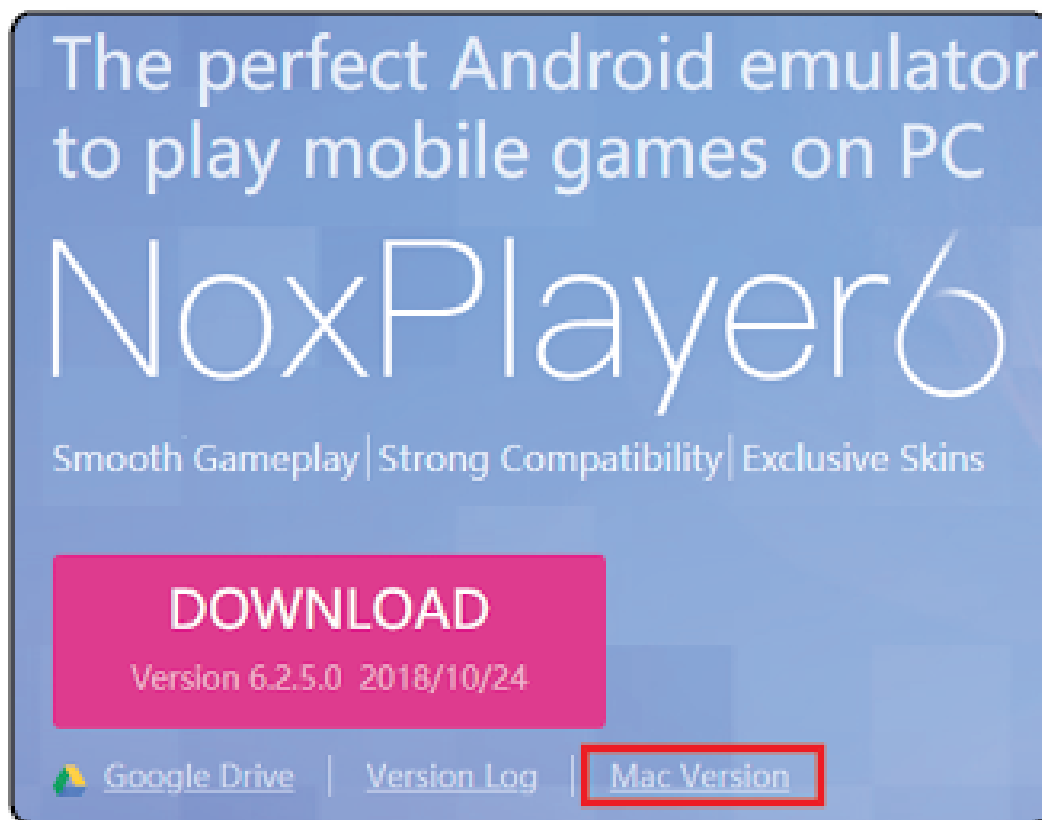 The perfect Android emulator
to play mobile games on PC
NoxPlayer6
Smooth Gameplay|Strong Compatibility|Exclusive Skins
DOWNLOAD
Version 6.2.5.0 2018/10/24
Google Drive | Version Log | Mac Version